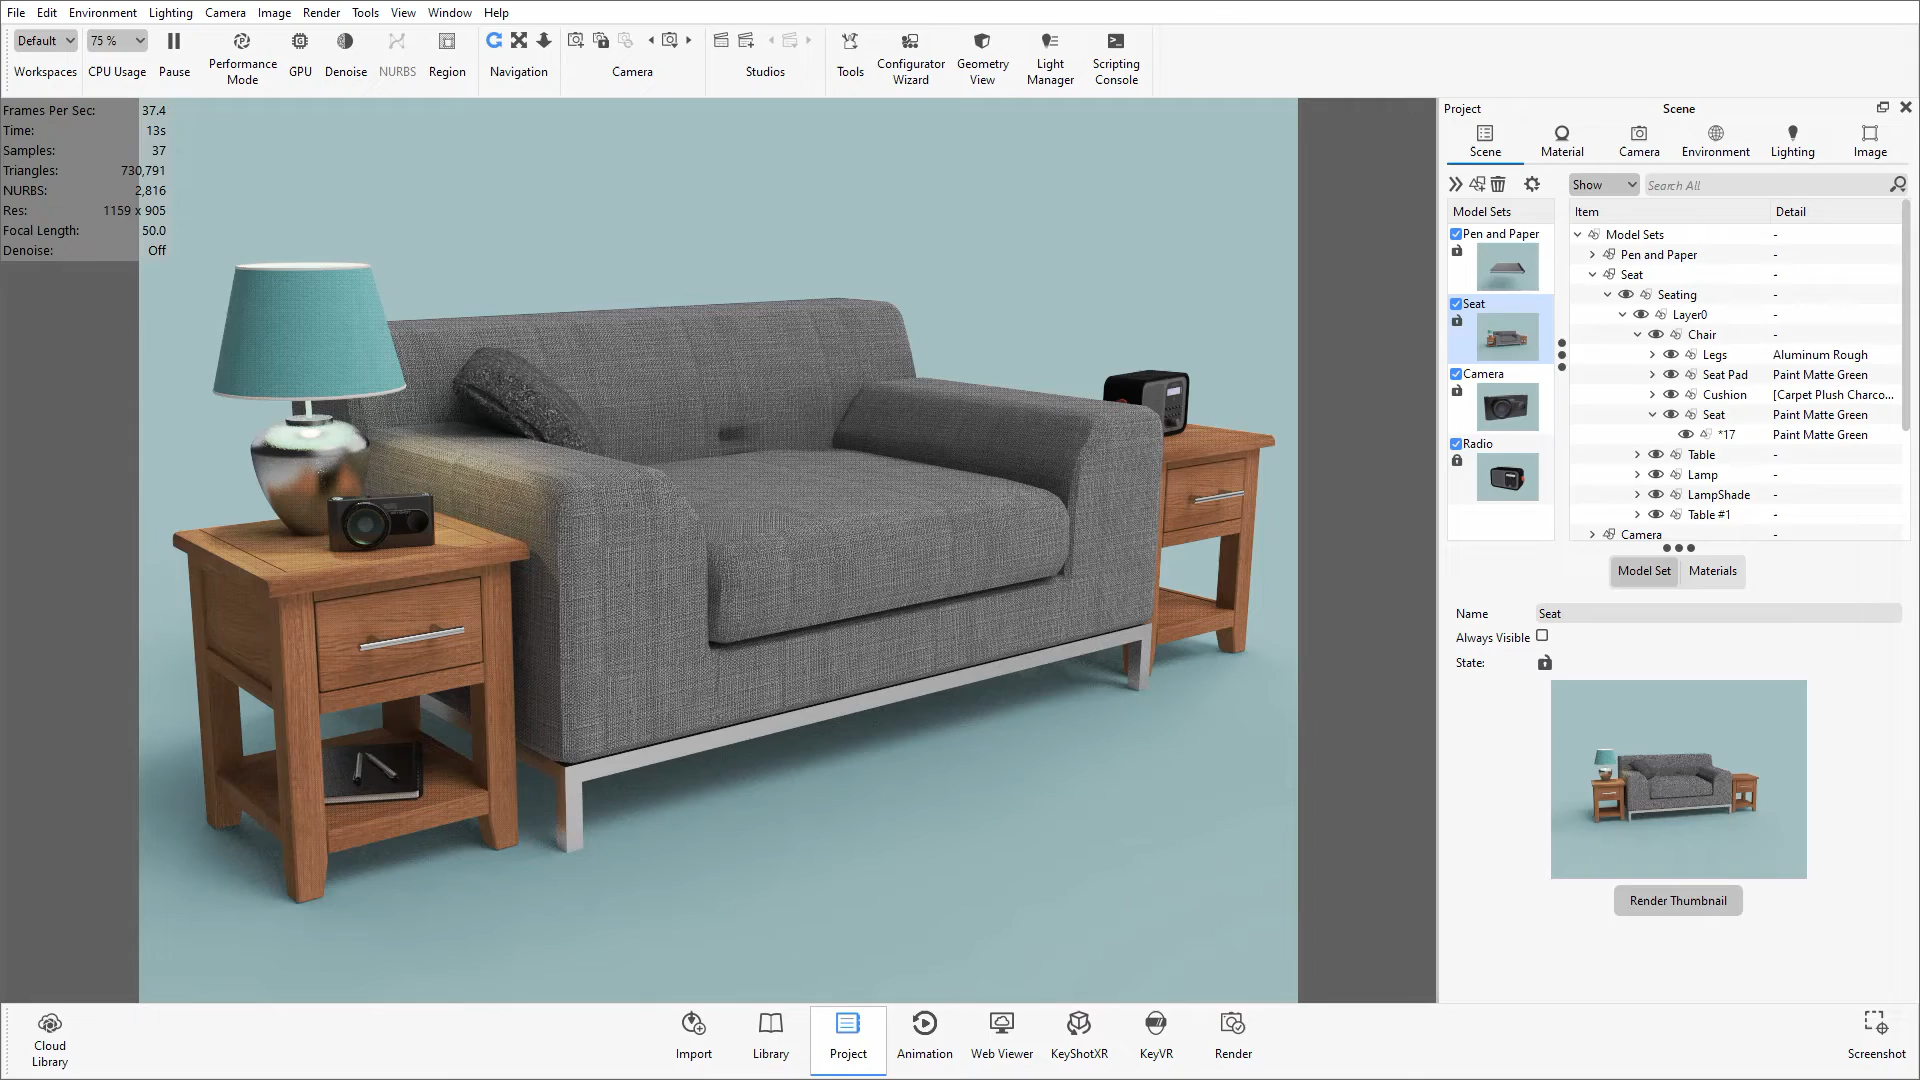 File Edit Environment Lighting Camera Image Render Tools View Window Help
Default 75 %
Workspaces CPU Usage Pause Performance Mode GPU Denoise NURBS Region Navigation Camera Studios Tools Configurator Wizard Geometry View Light Manager Scripting Console
Frames Per Sec: 37.4
Time: 13s
Samples: 37
Triangles: 730,791
NURBS: 2,816
Res: 1159 x 905
Focal Length: 50.0
Denoise: Off
Project Scene
Scene Material Camera Environment Lighting Image
Show Search All
Model Sets
Pen and Paper
Seat
Camera
Radio
Item Detail
Model Sets -
Pen and Paper -
Seat -
Seating -
Layer0 -
Chair -
Legs Aluminum Rough
Seat Pad Paint Matte Green
Cushion [Carpet Plush Charco...
Seat Paint Matte Green
*17 Paint Matte Green
Table -
Lamp -
LampShade -
Table #1 -
Camera -
Model Set Materials
Name Seat
Always Visible
State:
Render Thumbnail
Cloud Library
Import Library Project Animation Web Viewer KeyShotXR KeyVR Render
Screenshot